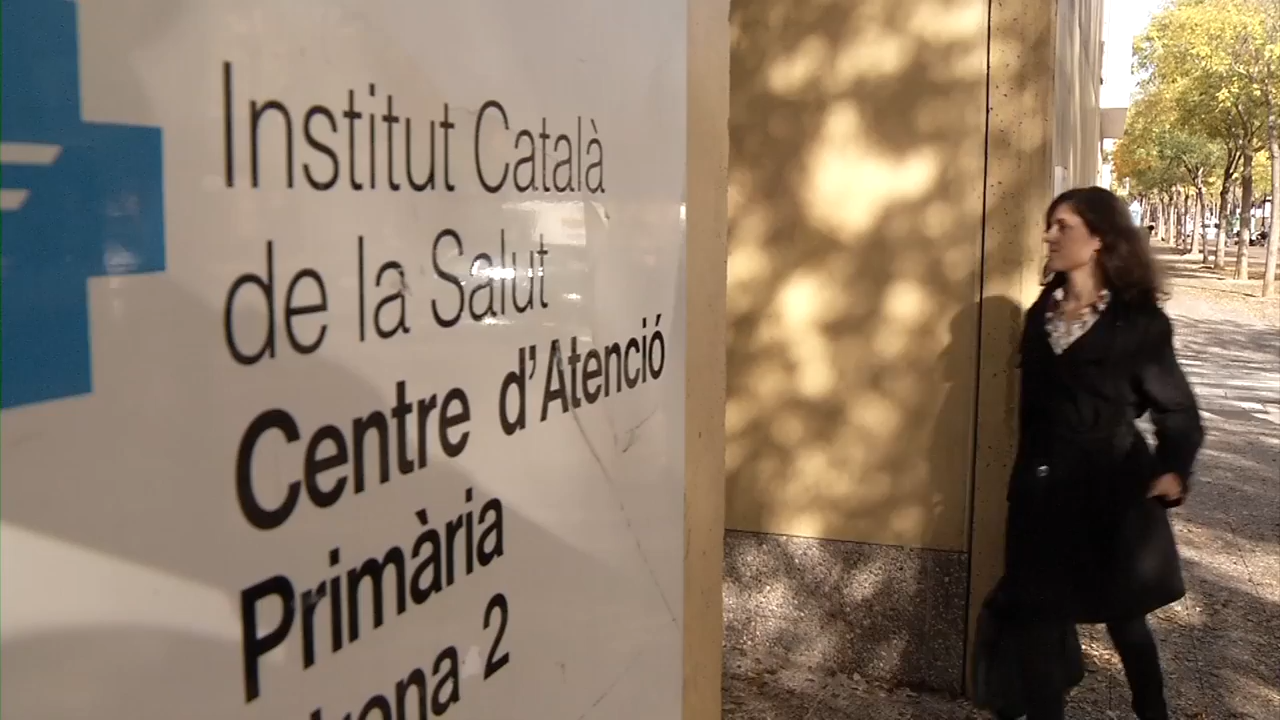 Institut Català
de la Salut
Centre d'Atenció
Primària
2